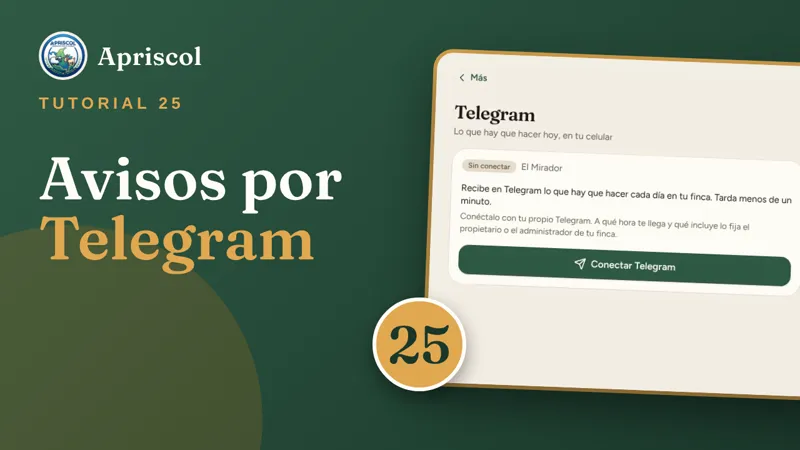 APRISCOL
Apriscol
TUTORIAL 25
Avisos por
Telegram
Más
Telegram
Lo que hay que hacer hoy, en tu celular
Sin conectar El Mirador
Recibe en Telegram lo que hay que hacer cada día en tu finca. Tarda menos de un
minuto.
Conéctalo con tu propio Telegram. A qué hora te llega y qué incluye lo fija el
propietario o el administrador de tu finca.
Conectar Telegram
25